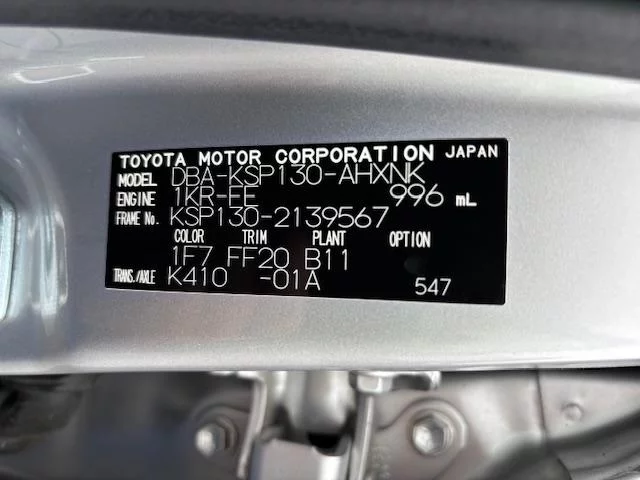 TOYOTA MOTOR CORPORATION JAPAN
MODEL DBA-KSP130-AHXNK
ENGINE 1KR-FE 996 mL
FRAME No. KSP130-2139567
COLOR TRIM PLANT OPTION
1F7 FF20 B11
TRANS./AXLE K410 -01A
547